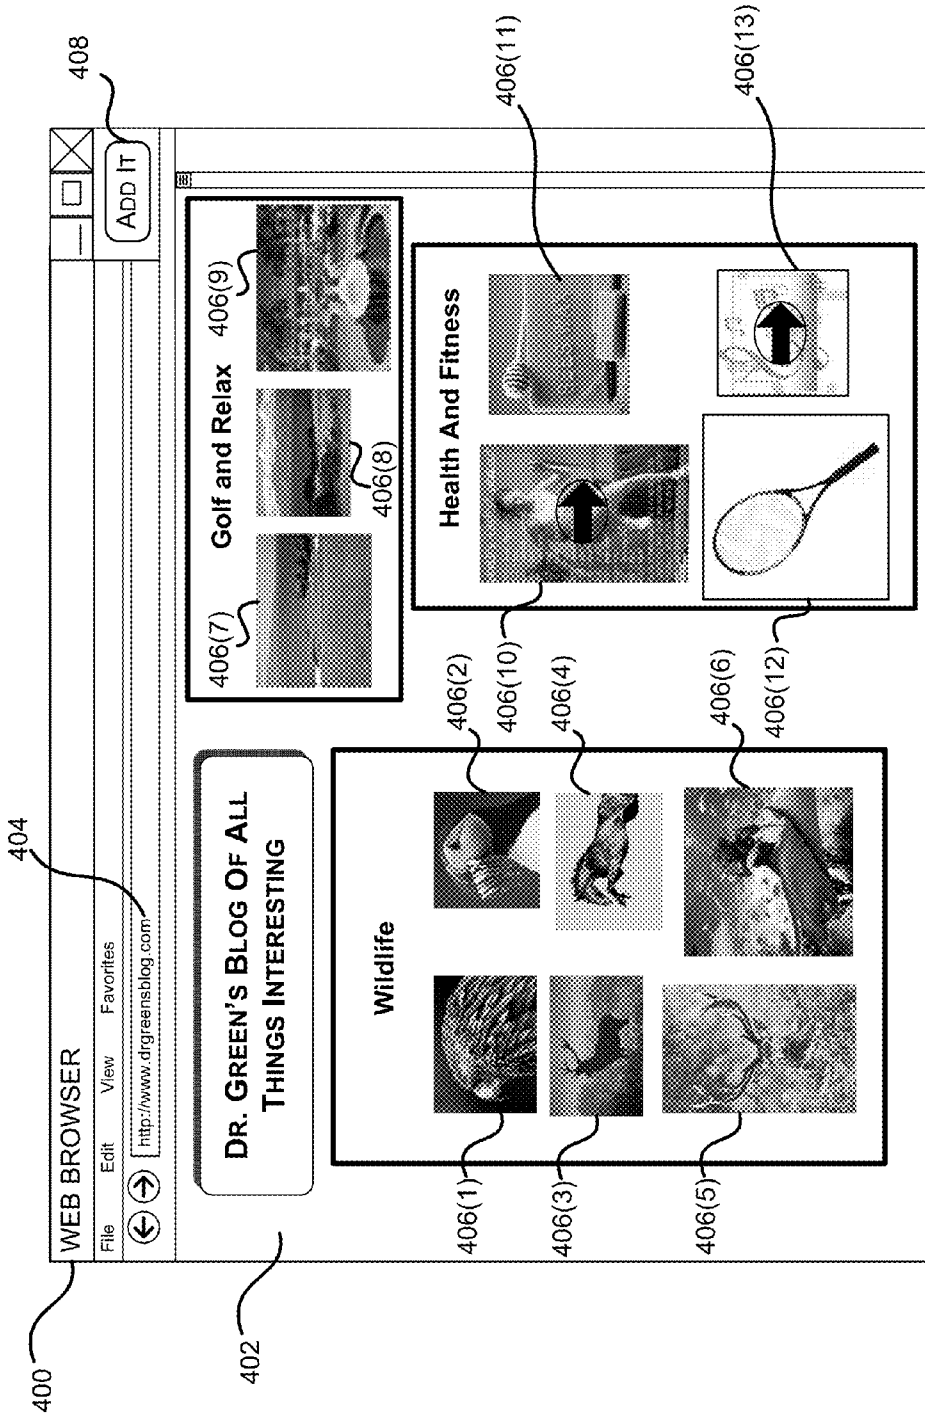 400
WEB BROWSER
File Edit View Favorites
http://www.drgreensblog.com
404
ADD IT
408
402
DR. GREEN'S BLOG OF ALL
THINGS INTERESTING
Golf and Relax
406(7)
406(8)
406(9)
Wildlife
406(1)
406(2)
406(3)
406(4)
406(5)
406(6)
Health And Fitness
406(10)
406(11)
406(12)
406(13)